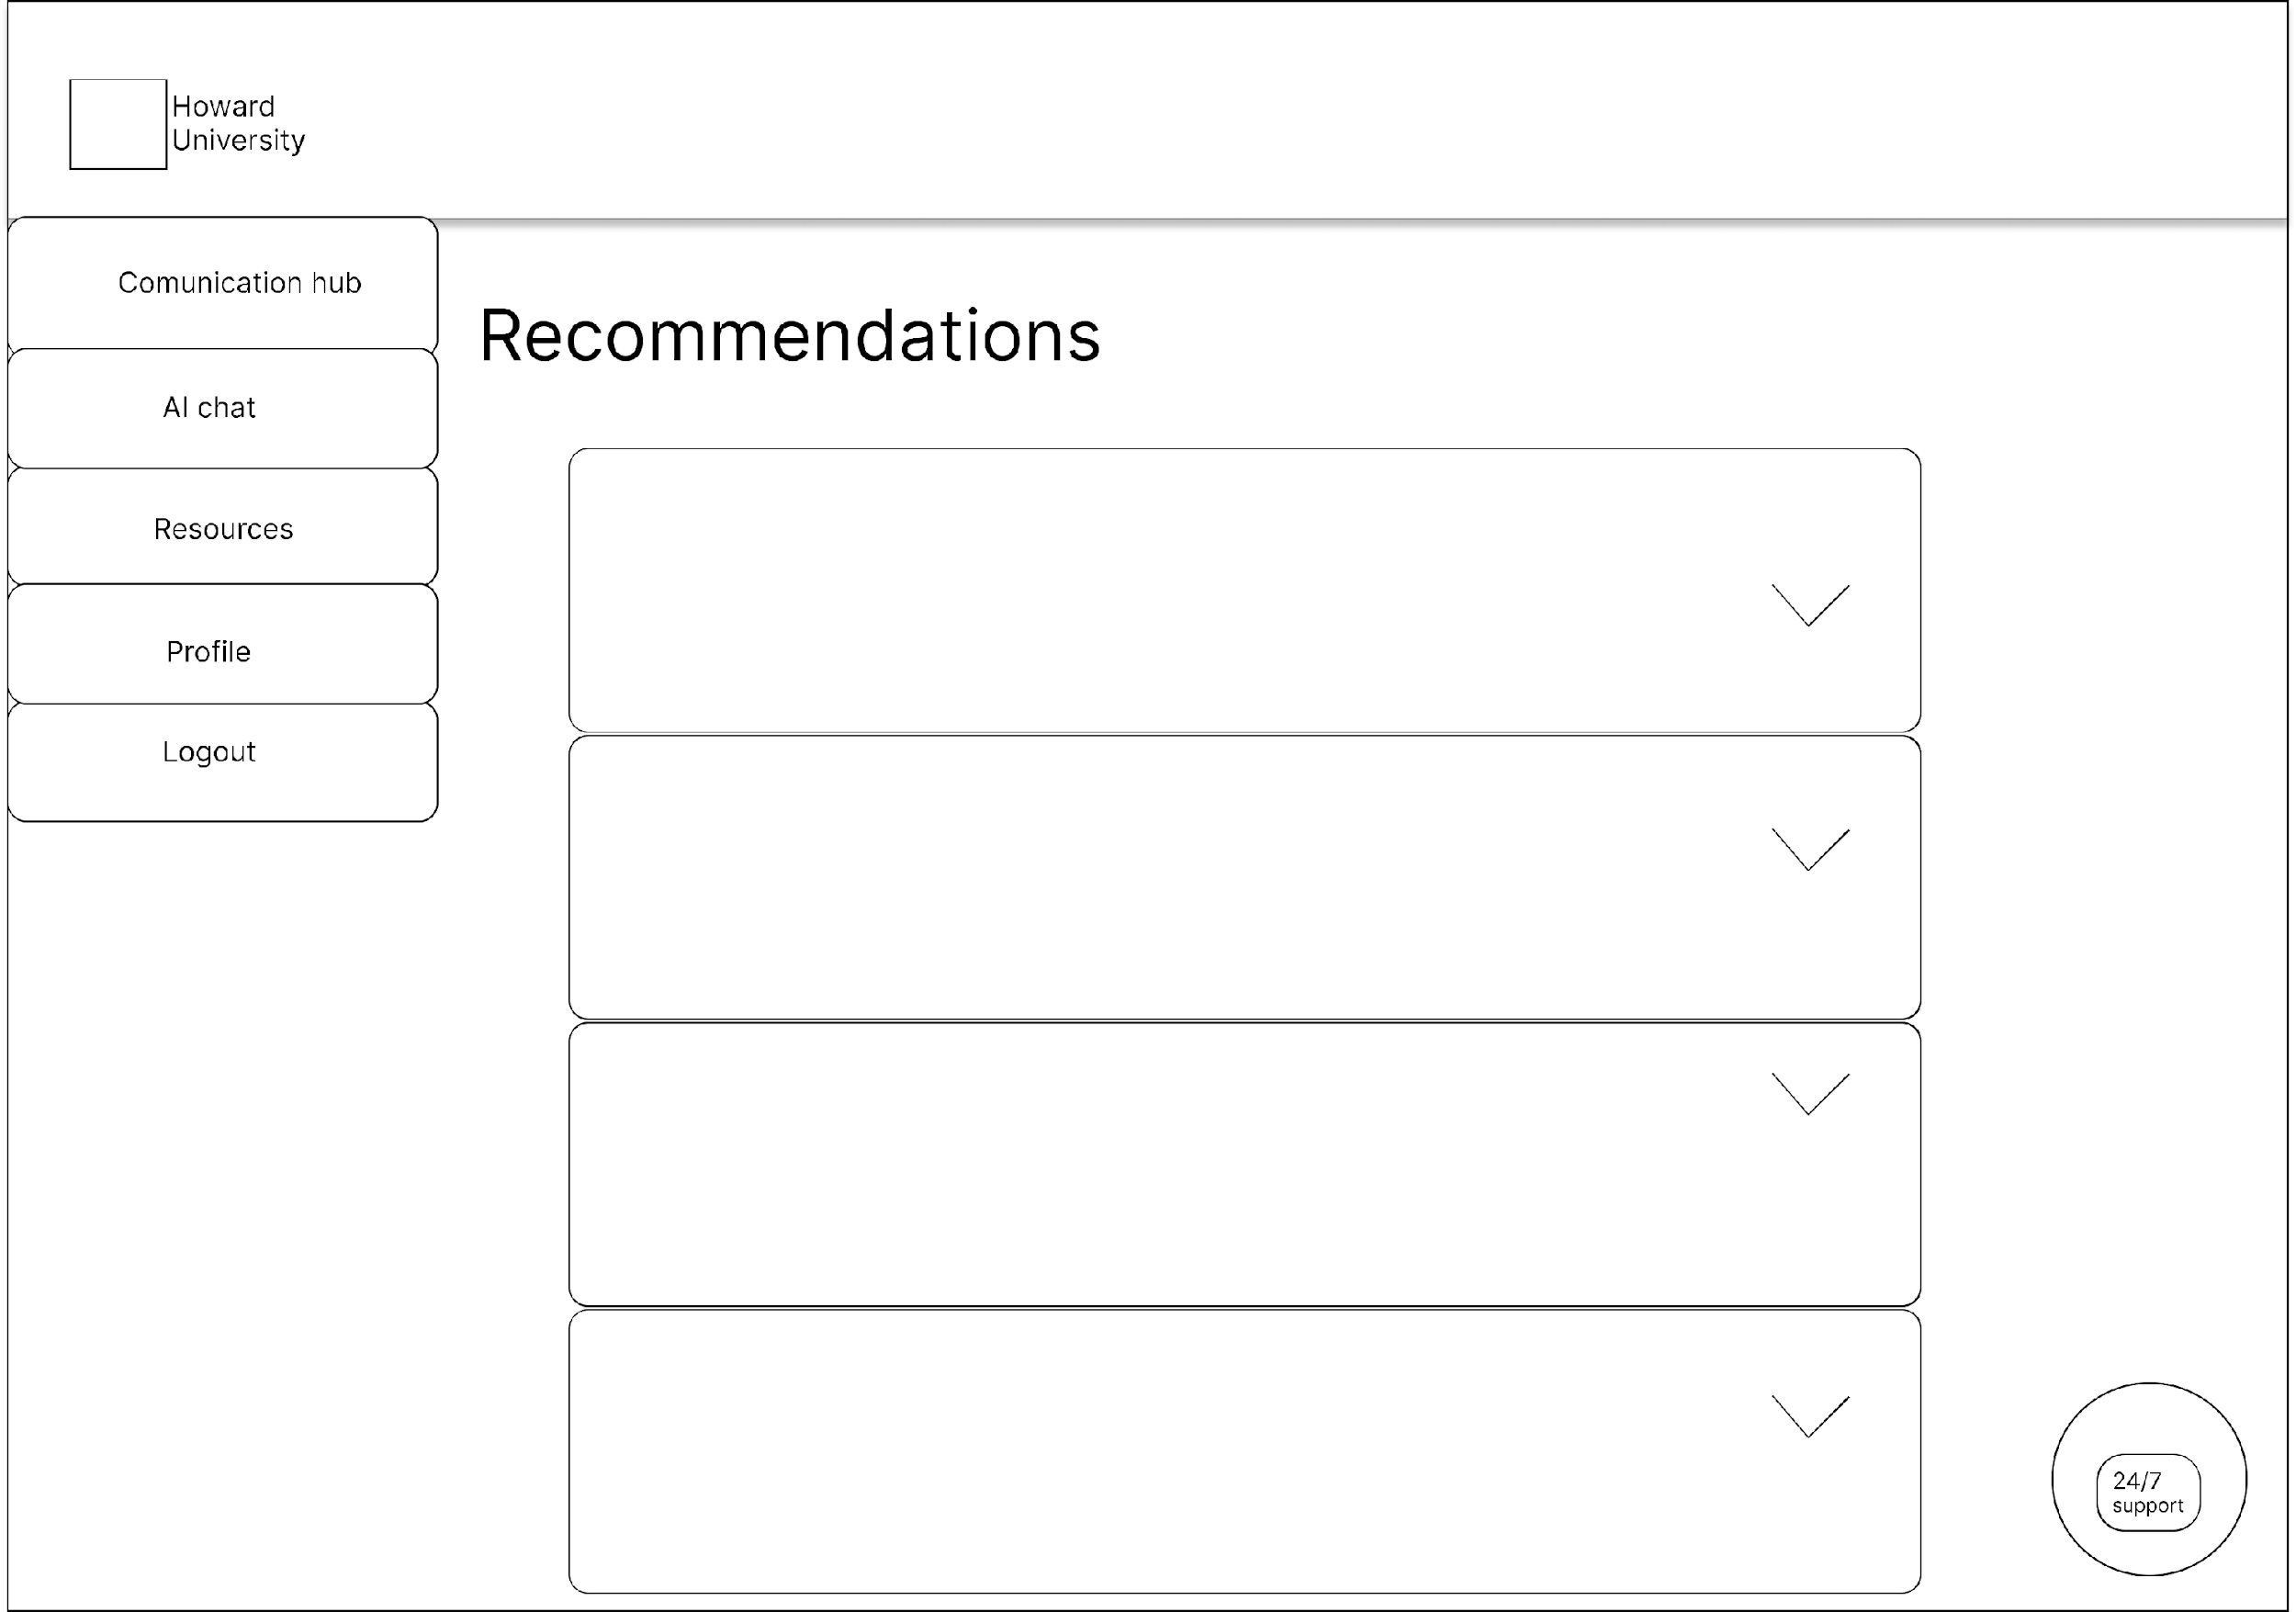 Howard
University
Comunication hub
AI chat
Resources
Profile
Logout
Recommendations
24/7
support